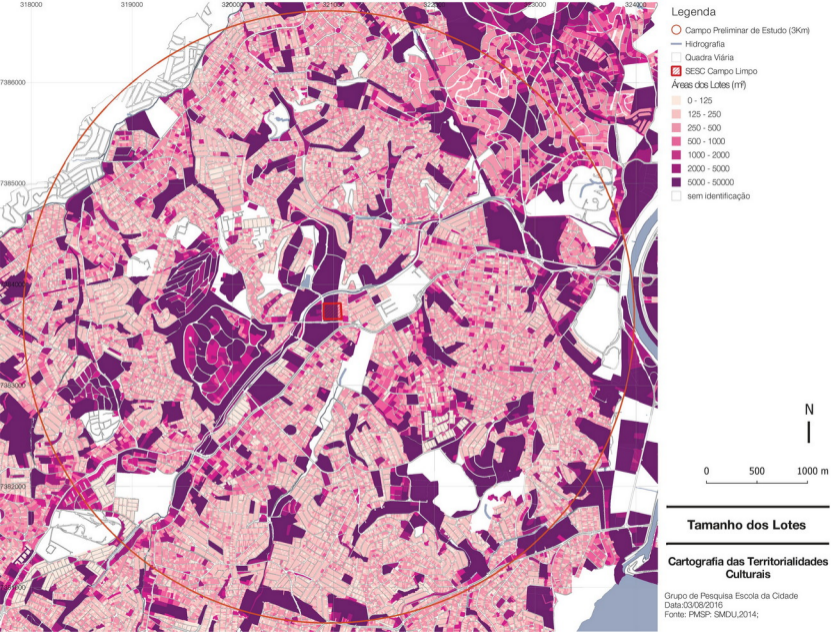 318000 319000 320000 321000 323000 324000
7386000
7385000
Legenda
Campo Preliminar de Estudo (3Km)
Hidrografia
Quadra Viária
SESC Campo Limpo
Áreas dos Lotes (m²)
0 - 125
125 - 250
250 - 500
500 - 1000
1000 - 2000
2000 - 5000
5000 - 50000
sem identificação
N
0 500 1000 m
Tamanho dos Lotes
Cartografia das Territorialidades
Culturais
Grupo de Pesquisa Escola da Cidade
Data:03/08/2016
Fonte: PMSP: SMDU,2014;